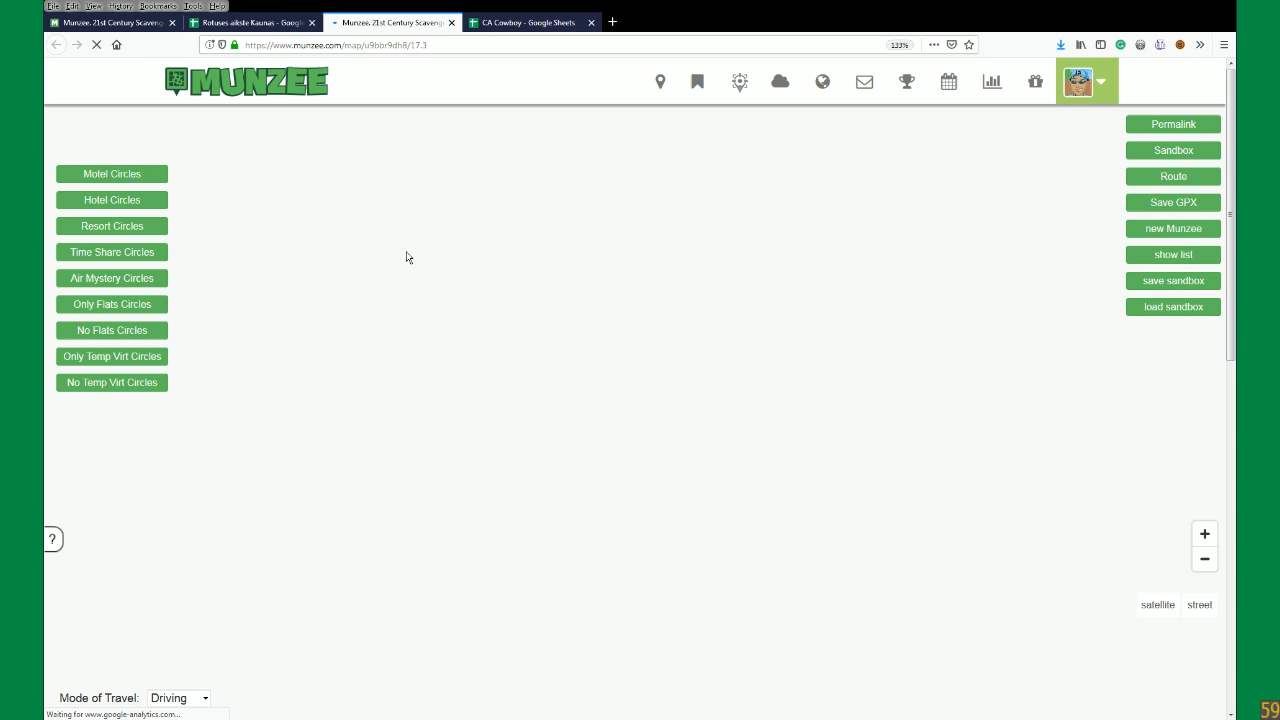 File Edit View History Bookmarks Tools Help
Munzee. 21st Century Scaveng
Rotuses aikste Kaunas - Google
Munzee. 21st Century Scaveng
CA Cowboy - Google Sheets
https://www.munzee.com/map/u9bbr9dh8/17.3
133%
MUNZEE
Permalink
Sandbox
Route
Save GPX
new Munzee
show list
save sandbox
load sandbox
Motel Circles
Hotel Circles
Resort Circles
Time Share Circles
Air Mystery Circles
Only Flats Circles
No Flats Circles
Only Temp Virt Circles
No Temp Virt Circles
?
+
−
satellite street
Mode of Travel: Driving
Waiting for www.google-analytics.com...
59